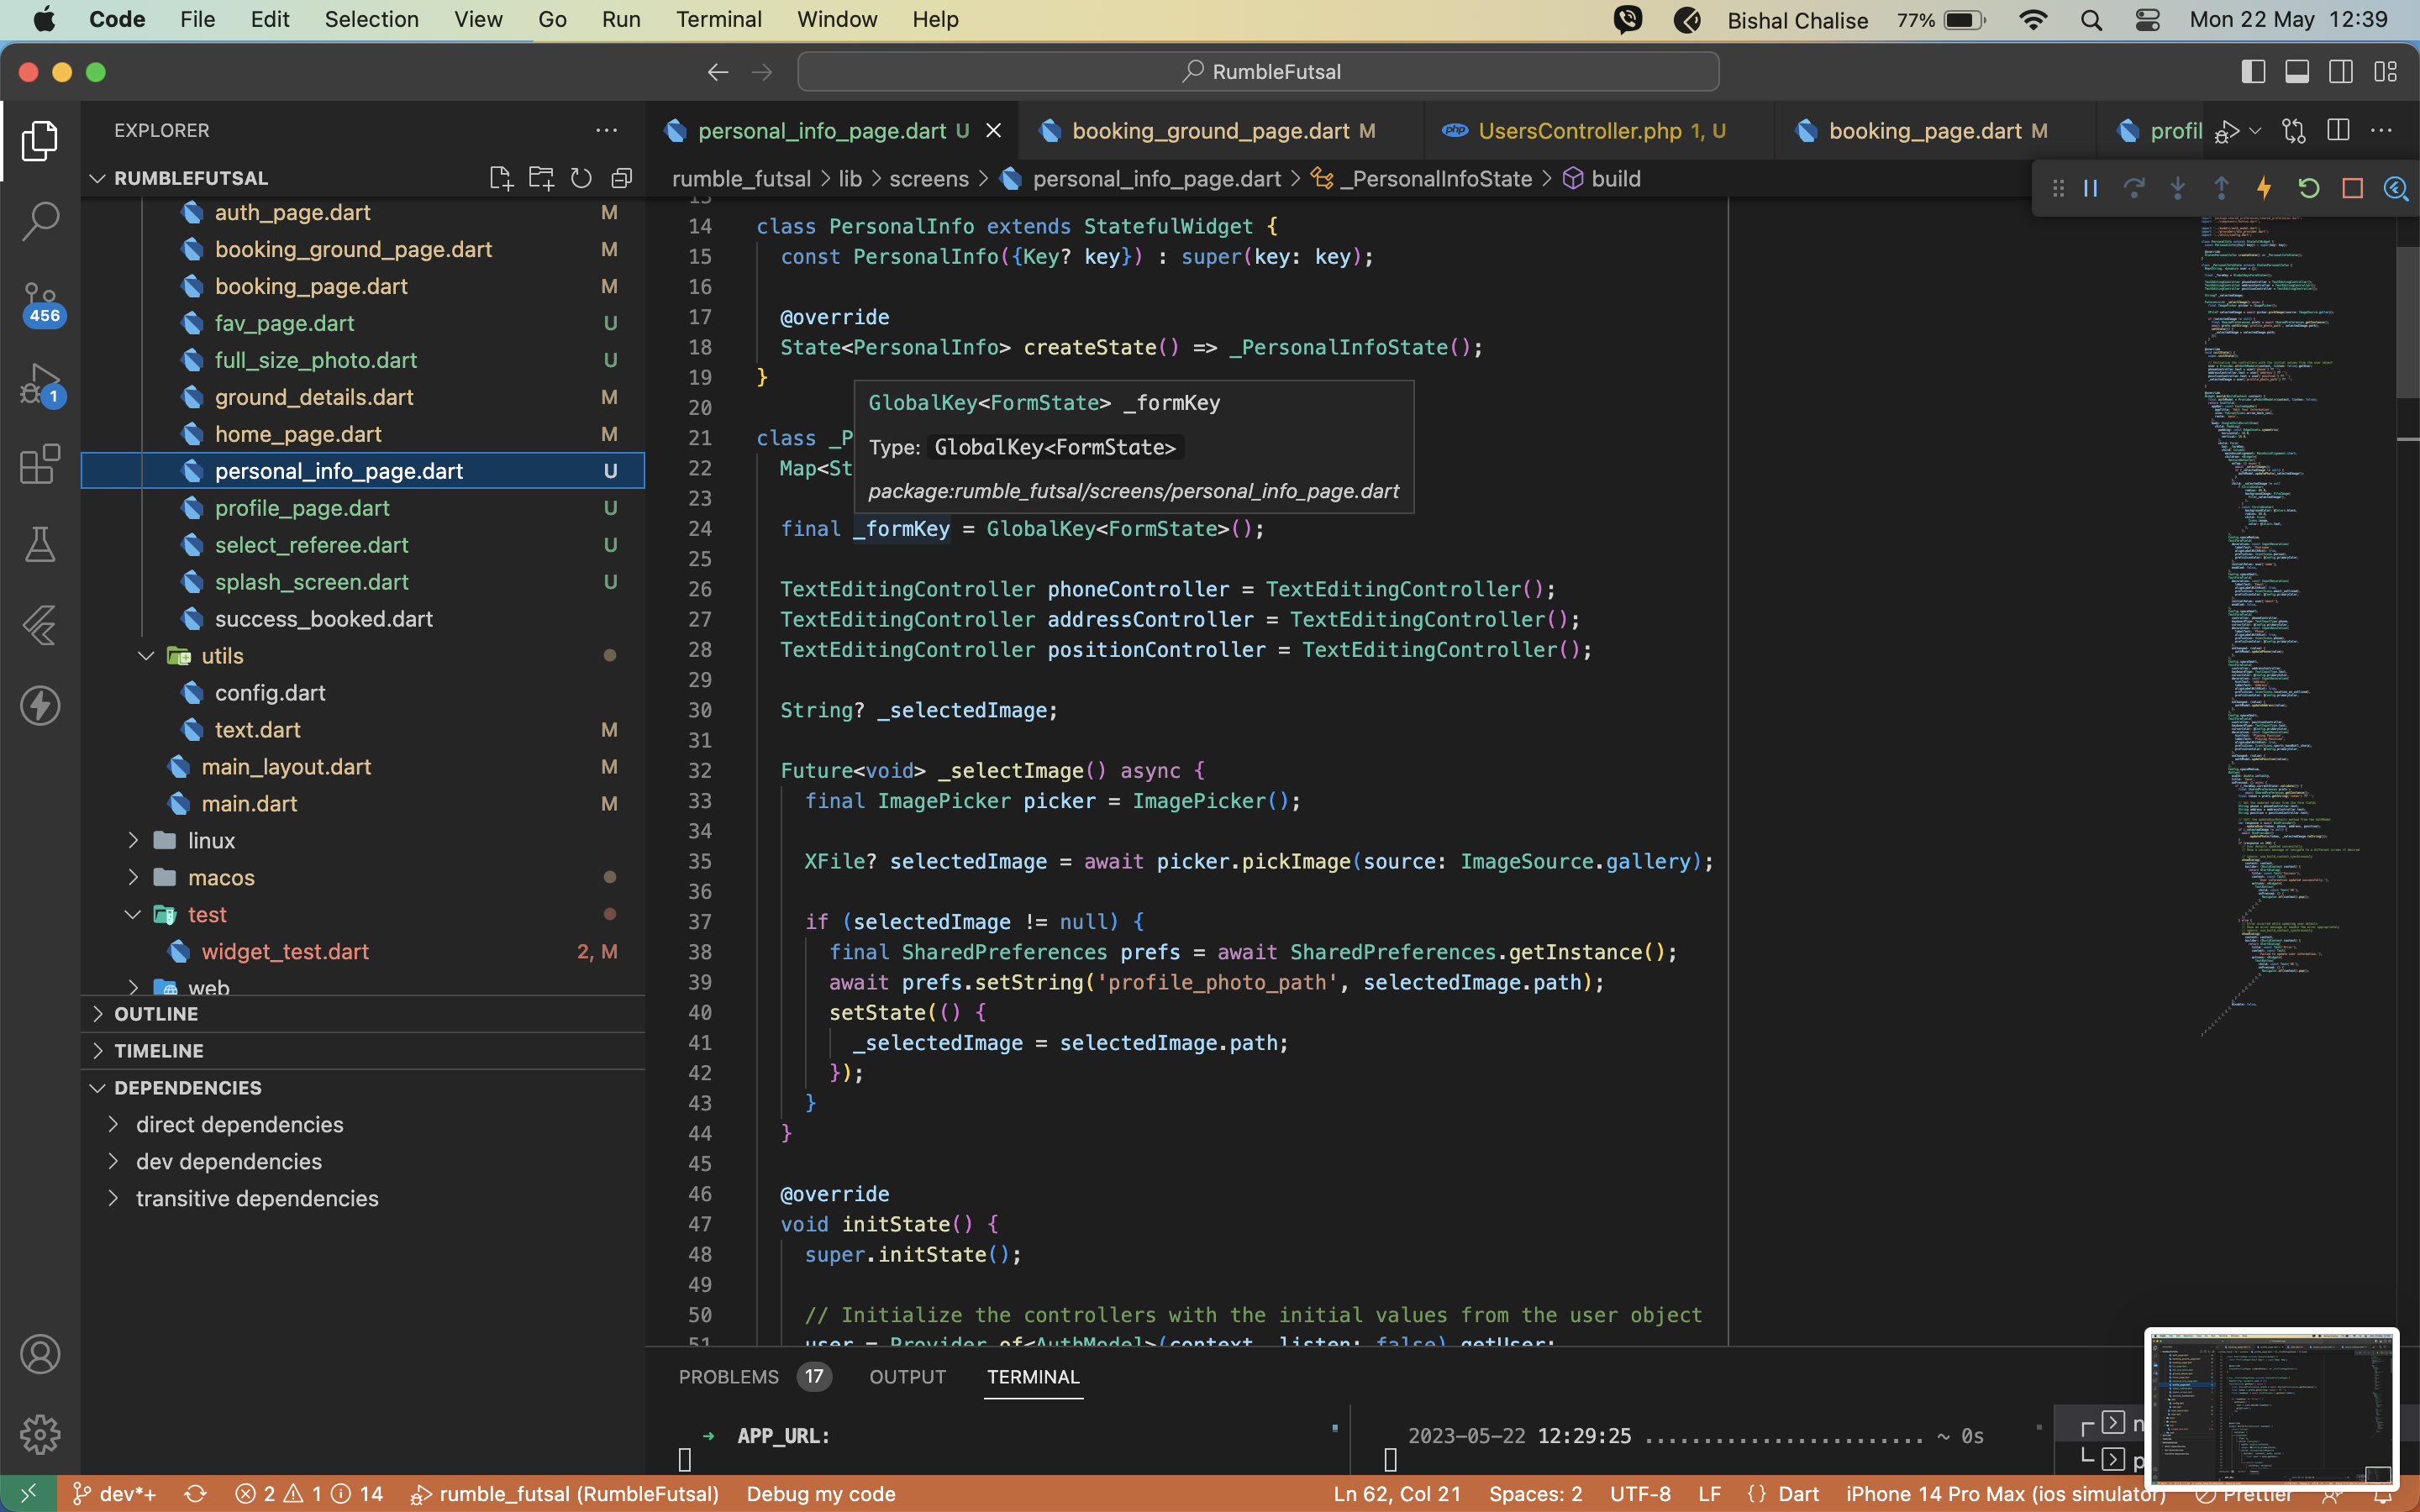 Code File Edit Selection View Go Run Terminal Window Help Bishal Chalise 77% Mon 22 May 12:39
RumbleFutsal
EXPLORER
RUMBLEFUTSAL
auth_page.dart M
booking_ground_page.dart M
booking_page.dart M
fav_page.dart U
full_size_photo.dart U
ground_details.dart M
home_page.dart M
personal_info_page.dart U
profile_page.dart U
select_referee.dart U
splash_screen.dart U
success_booked.dart
utils
config.dart
text.dart M
main_layout.dart M
main.dart M
linux
macos
test
widget_test.dart 2, M
web
OUTLINE
TIMELINE
DEPENDENCIES
direct dependencies
dev dependencies
transitive dependencies
456
1
personal_info_page.dart U booking_ground_page.dart M php UsersController.php 1, U booking_page.dart M profil
rumble_futsal > lib > screens > personal_info_page.dart > _PersonalInfoState > build
13
14 class PersonalInfo extends StatefulWidget {
15 const PersonalInfo({Key? key}) : super(key: key);
16
17 @override
18 State<PersonalInfo> createState() => _PersonalInfoState();
19 }
20
21 class _P
22 Map<St
23
GlobalKey<FormState> _formKey
Type: GlobalKey<FormState>
package:rumble_futsal/screens/personal_info_page.dart
24 final _formKey = GlobalKey<FormState>();
25
26 TextEditingController phoneController = TextEditingController();
27 TextEditingController addressController = TextEditingController();
28 TextEditingController positionController = TextEditingController();
29
30 String? _selectedImage;
31
32 Future<void> _selectImage() async {
33 final ImagePicker picker = ImagePicker();
34
35 XFile? selectedImage = await picker.pickImage(source: ImageSource.gallery);
36
37 if (selectedImage != null) {
38 final SharedPreferences prefs = await SharedPreferences.getInstance();
39 await prefs.setString('profile_photo_path', selectedImage.path);
40 setState(() {
41 _selectedImage = selectedImage.path;
42 });
43 }
44 }
45
46 @override
47 void initState() {
48 super.initState();
49
50 // Initialize the controllers with the initial values from the user object
51 user = Provider.of<AuthModel>(context, listen: false).getUser;
PROBLEMS 17 OUTPUT TERMINAL
→ APP_URL:
2023-05-22 12:29:25 ....................... ~ 0s
n
p
dev*+ 2 1 14 rumble_futsal (RumbleFutsal) Debug my code Ln 62, Col 21 Spaces: 2 UTF-8 LF {} Dart iPhone 14 Pro Max (ios simulator) Prettier